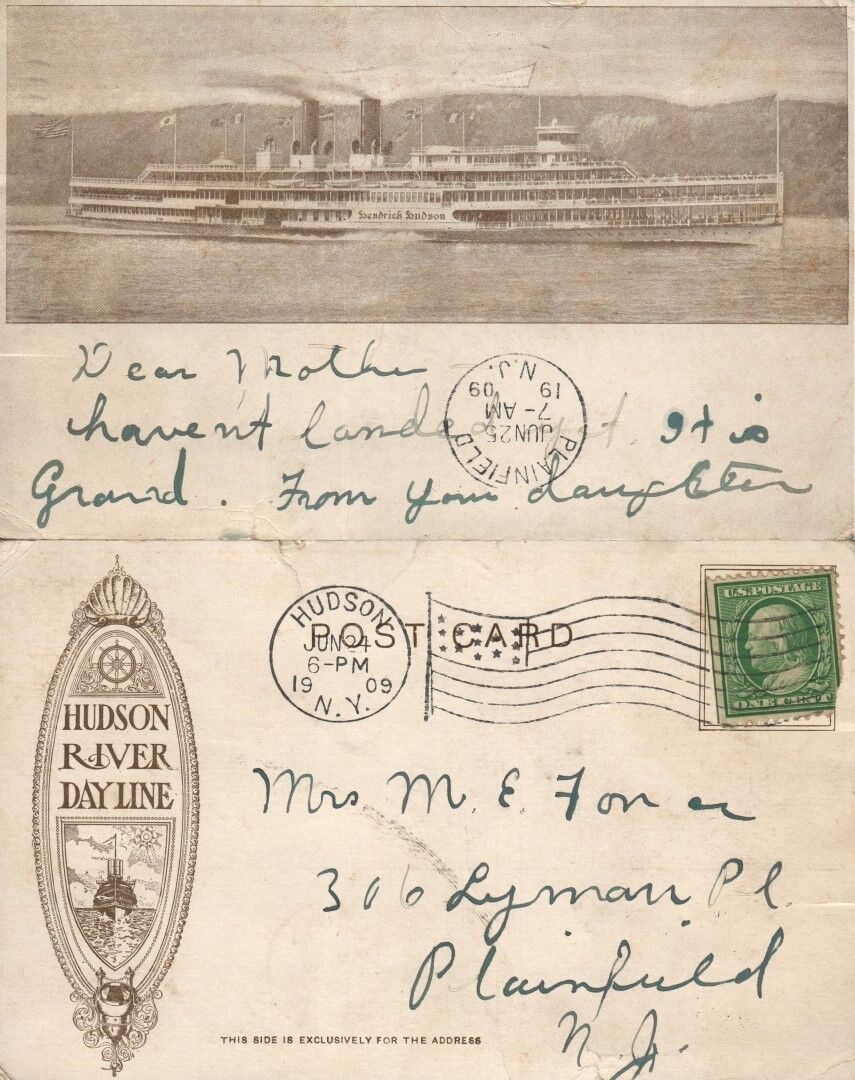 Hendrick Hudson
Dear Mother
havent landed yet. It is
Grand. From your daughter
PLAINFIELD
JUN 25
7-AM
19 09
N.J.
HUDSON
RIVER
DAY LINE
HUDSON
JUN 24
6-PM
19 09
N.Y.
POST CARD
U.S. POSTAGE
ONE CENT
Mrs M. E.
306 Lyman Pl.
Plainfield
N. J.
THIS SIDE IS EXCLUSIVELY FOR THE ADDRESS